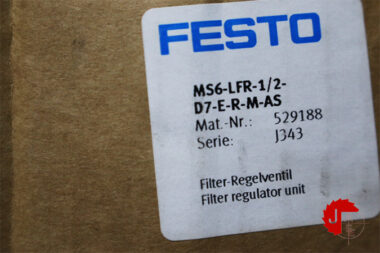 FESTO
MS6-LFR-1/2-
D7-E-R-M-AS
Mat.-Nr.: 529188
Serie: J343
Filter-Regelventil
Filter regulator unit